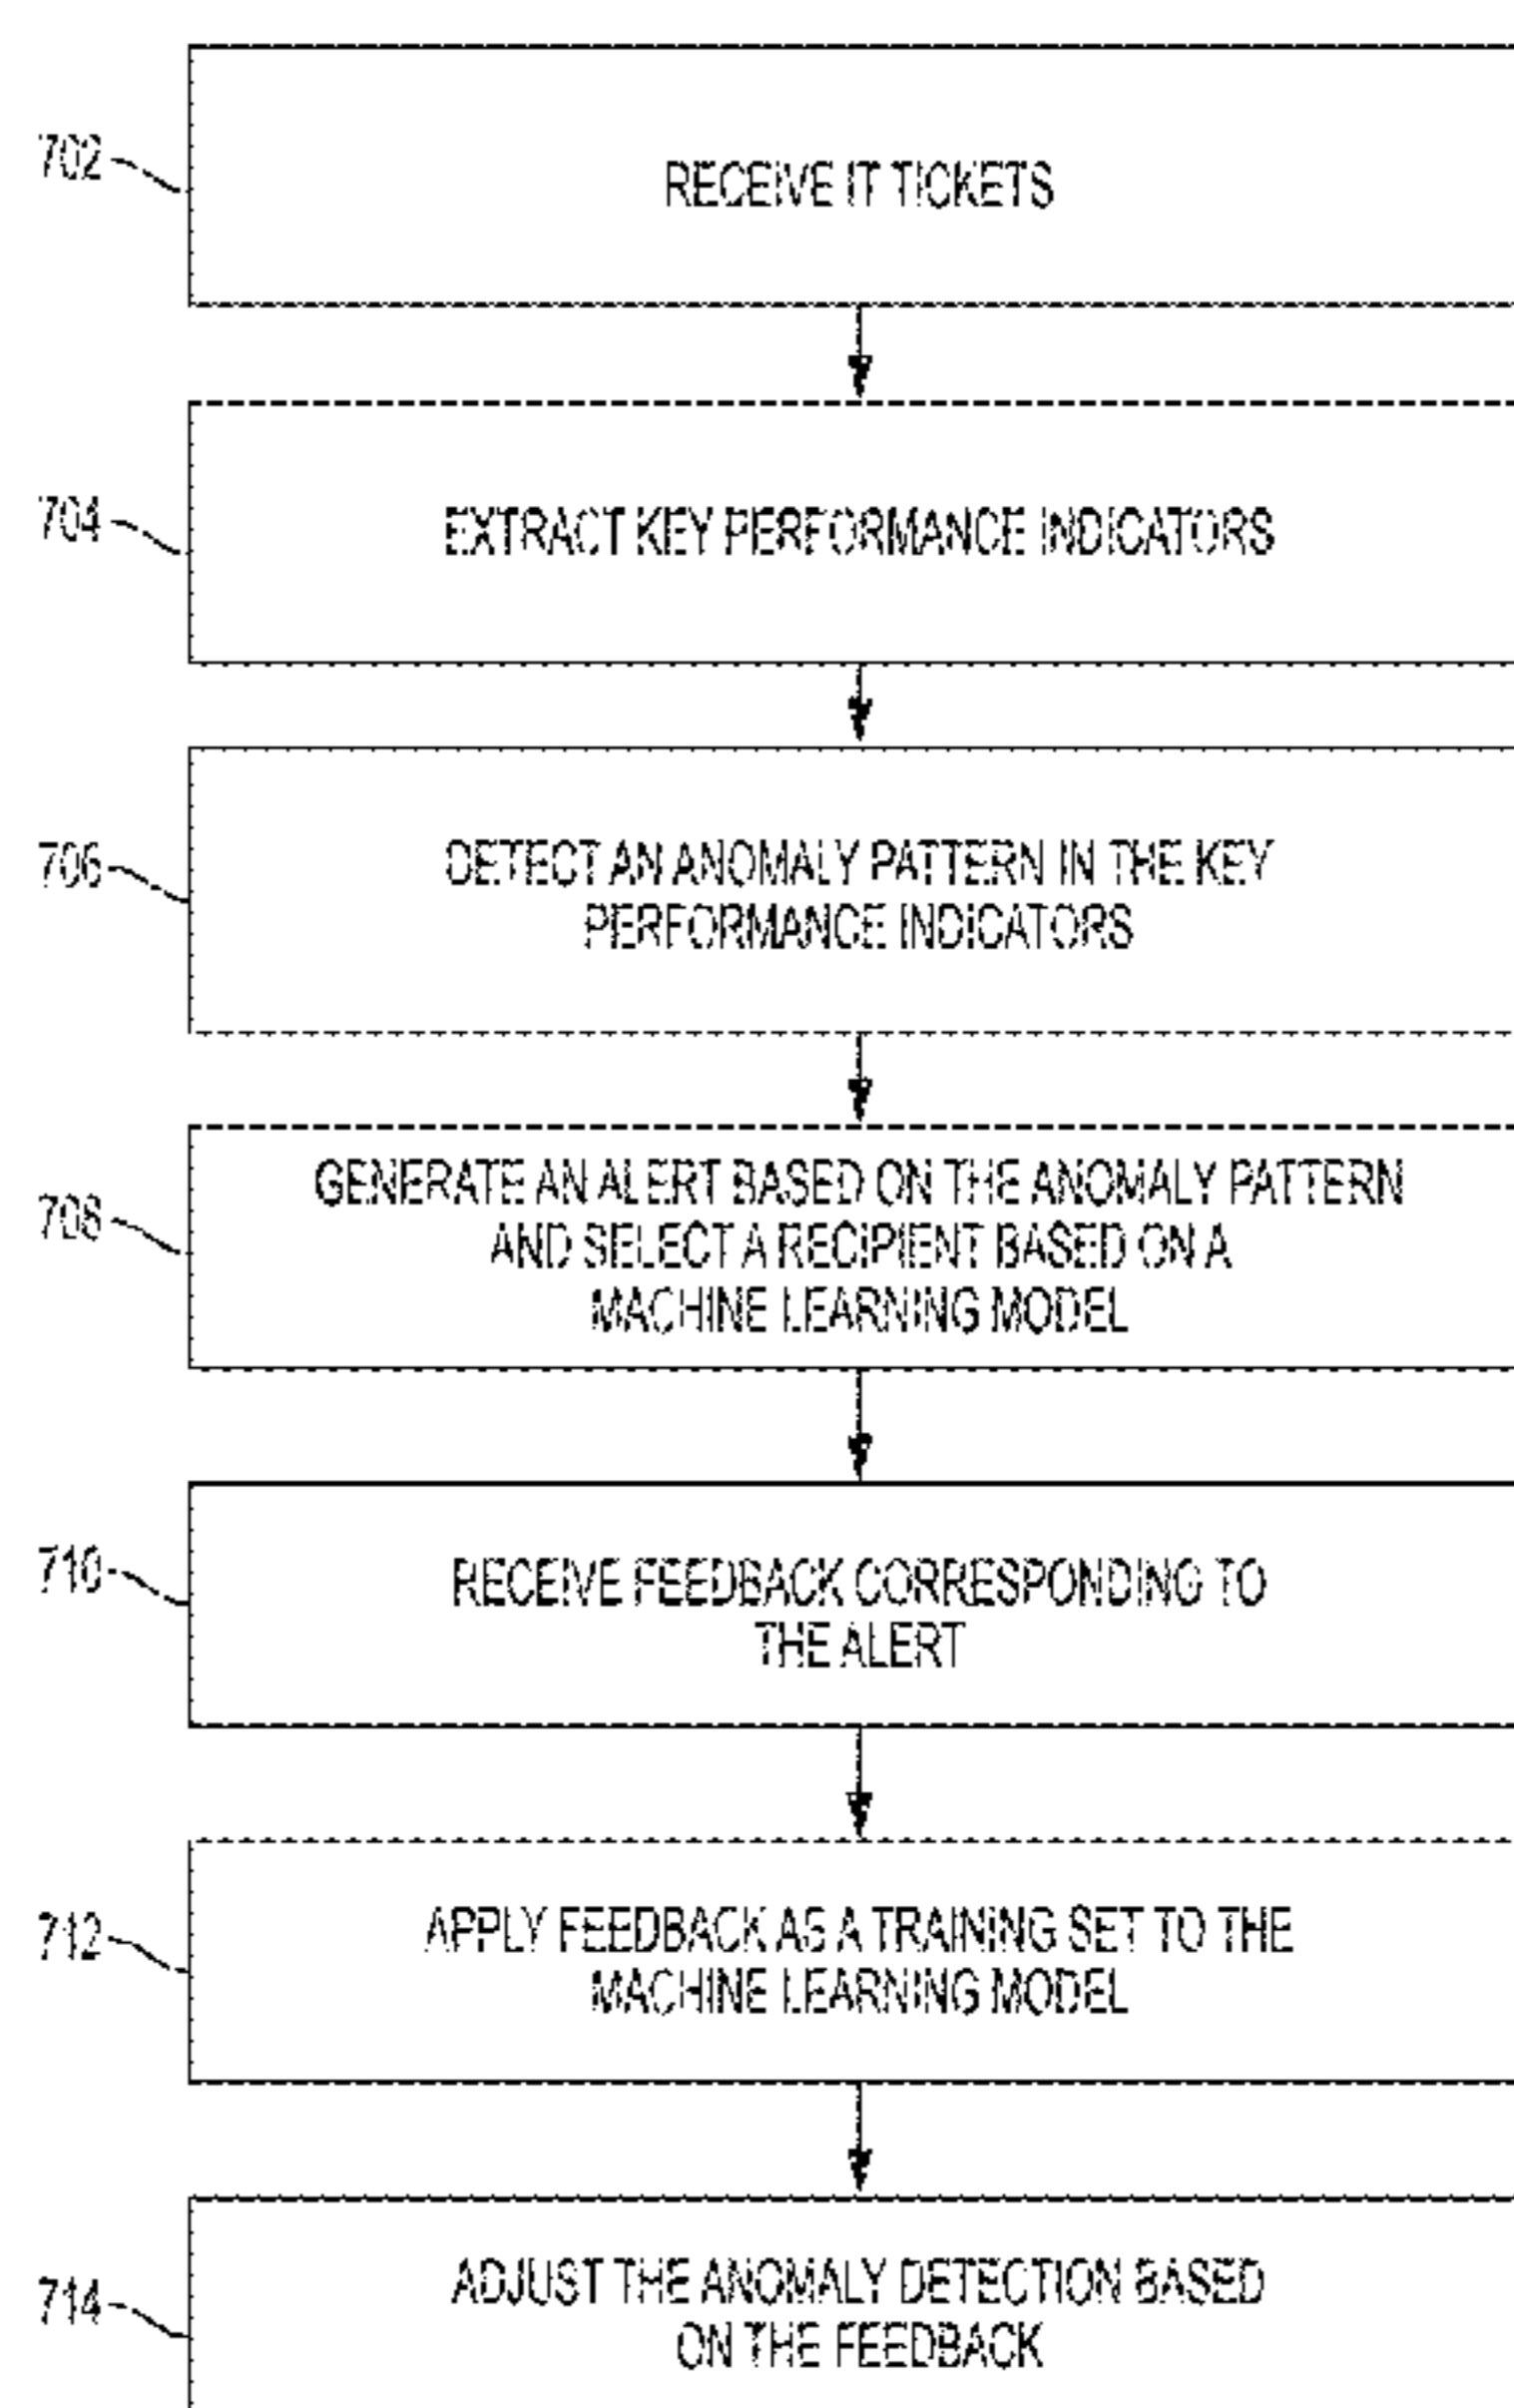 702
RECEIVE IT TICKETS
704
EXTRACT KEY PERFORMANCE INDICATORS
706
DETECT AN ANOMALY PATTERN IN THE KEY
PERFORMANCE INDICATORS
708
GENERATE AN ALERT BASED ON THE ANOMALY PATTERN
AND SELECT A RECIPIENT BASED ON A
MACHINE LEARNING MODEL
710
RECEIVE FEEDBACK CORRESPONDING TO
THE ALERT
712
APPLY FEEDBACK AS A TRAINING SET TO THE
MACHINE LEARNING MODEL
714
ADJUST THE ANOMALY DETECTION BASED
ON THE FEEDBACK